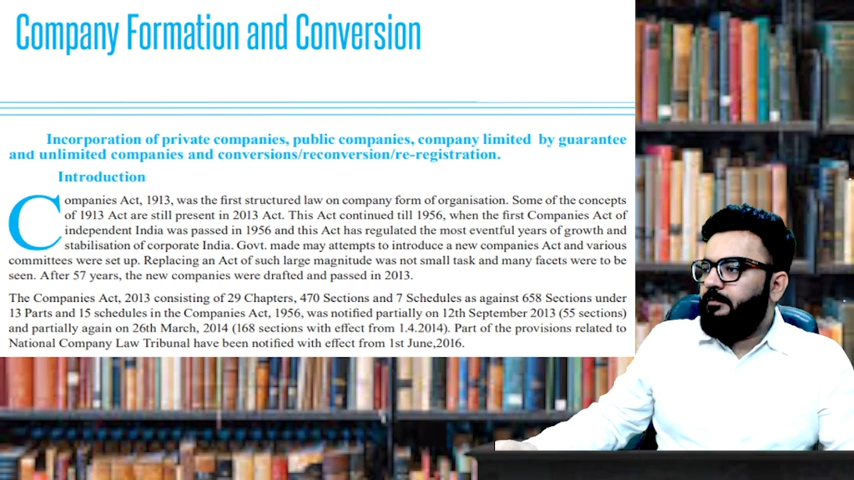 Company Formation and Conversion
Incorporation of private companies, public companies, company limited by guarantee
and unlimited companies and conversions/reconversion/re-registration.
Introduction
Companies Act, 1913, was the first structured law on company form of organisation. Some of the concepts
of 1913 Act are still present in 2013 Act. This Act continued till 1956, when the first Companies Act of
independent India was passed in 1956 and this Act has regulated the most eventful years of growth and
stabilisation of corporate India. Govt. made may attempts to introduce a new companies Act and various
committees were set up. Replacing an Act of such large magnitude was not small task and many facets were to be
seen. After 57 years, the new companies were drafted and passed in 2013.
The Companies Act, 2013 consisting of 29 Chapters, 470 Sections and 7 Schedules as against 658 Sections under
13 Parts and 15 schedules in the Companies Act, 1956, was notified partially on 12th September 2013 (55 sections)
and partially again on 26th March, 2014 (168 sections with effect from 1.4.2014). Part of the provisions related to
National Company Law Tribunal have been notified with effect from 1st June,2016.